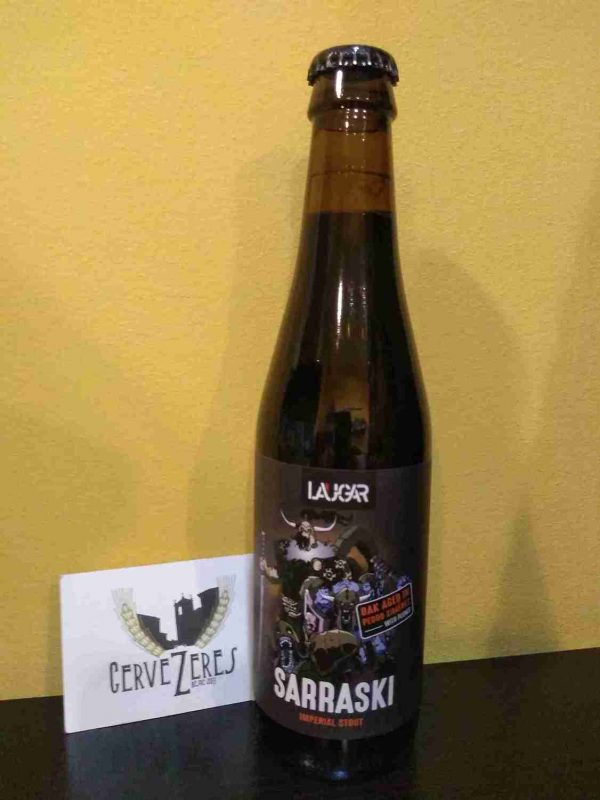 LAUGAR
OAK AGED IN
PEDRO XIMENEZ
SARRASKI
IMPERIAL STOUT
CERVEZERES